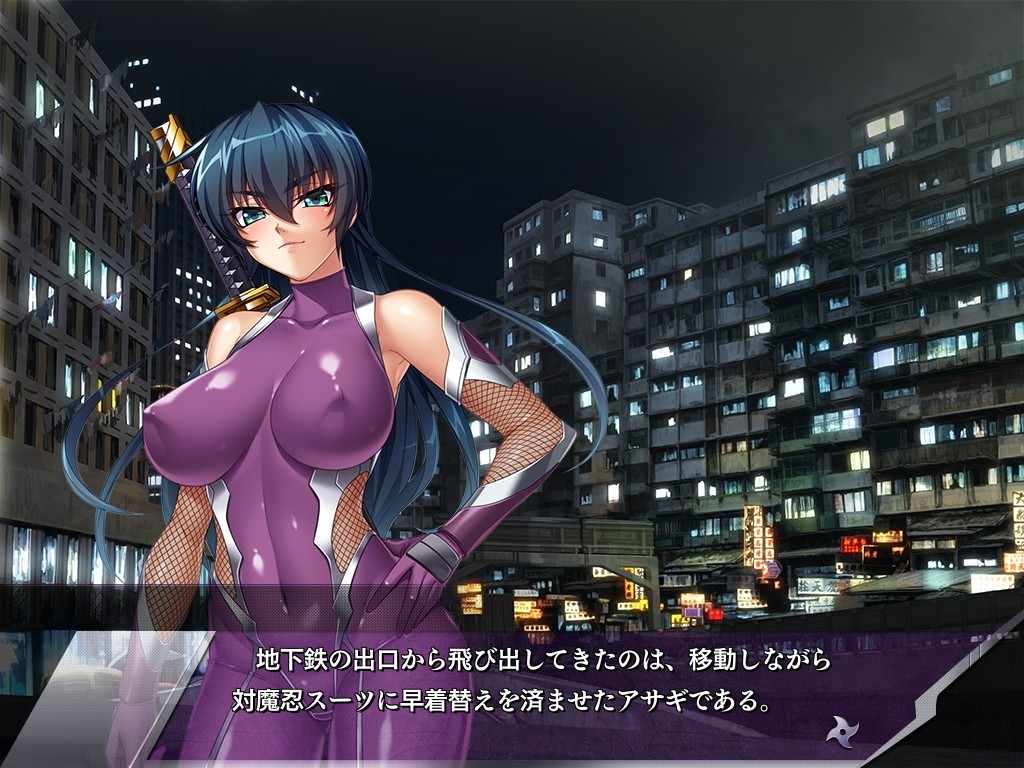 地下鉄の出口から飛び出してきたのは、移動しながら
対魔忍スーツに早着替えを済ませたアサギである。